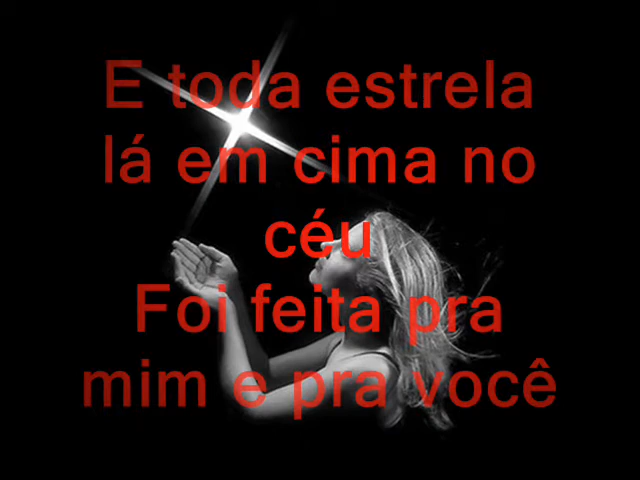 E toda estrela
lá em cima no
céu
Foi feita pra
mim e pra você